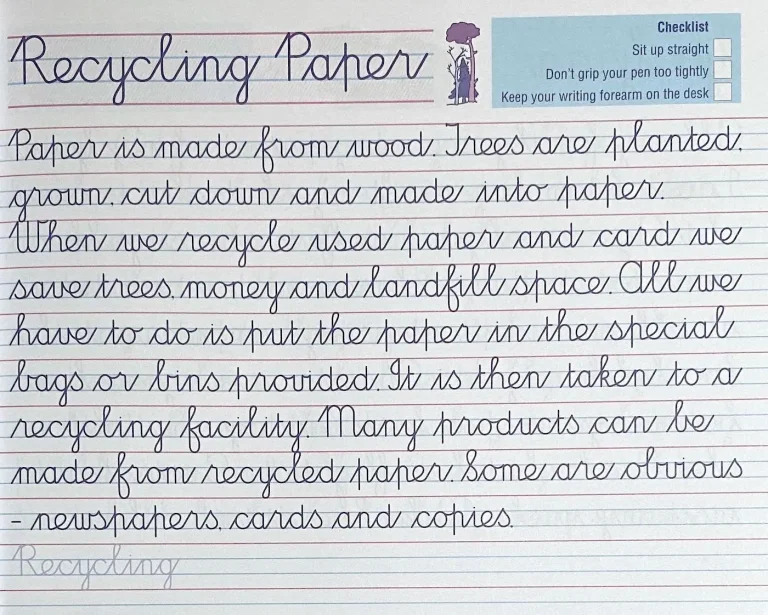 Recycling Paper
Checklist
Sit up straight
Don't grip your pen too tightly
Keep your writing forearm on the desk
Paper is made from wood. Trees are planted,
grown, cut down and made into paper.
When we recycle used paper and card we
save trees, money and landfill space. All we
have to do is put the paper in the special
bags or bins provided. It is then taken to a
recycling facility. Many products can be
made from recycled paper. Some are obvious
- newspapers, cards and copies.
Recycling